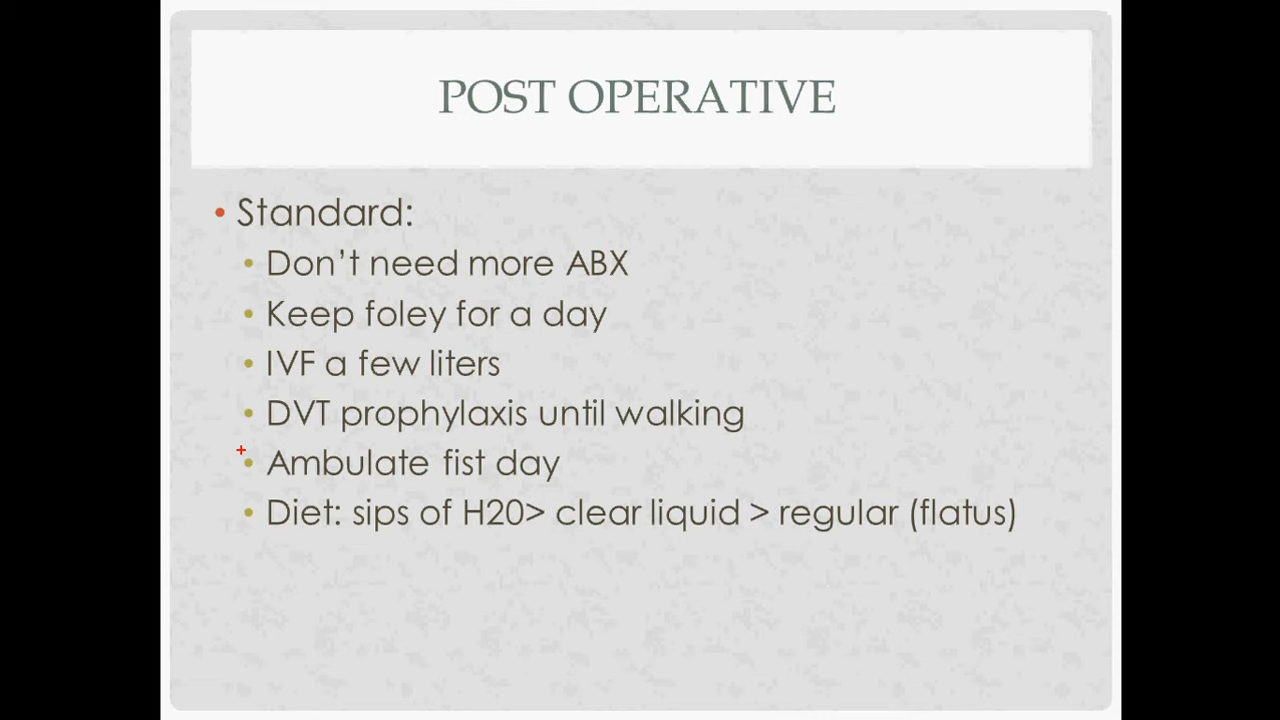 POST OPERATIVE
• Standard:
• Don't need more ABX
• Keep foley for a day
• IVF a few liters
• DVT prophylaxis until walking
• Ambulate fist day
• Diet: sips of H20> clear liquid > regular (flatus)